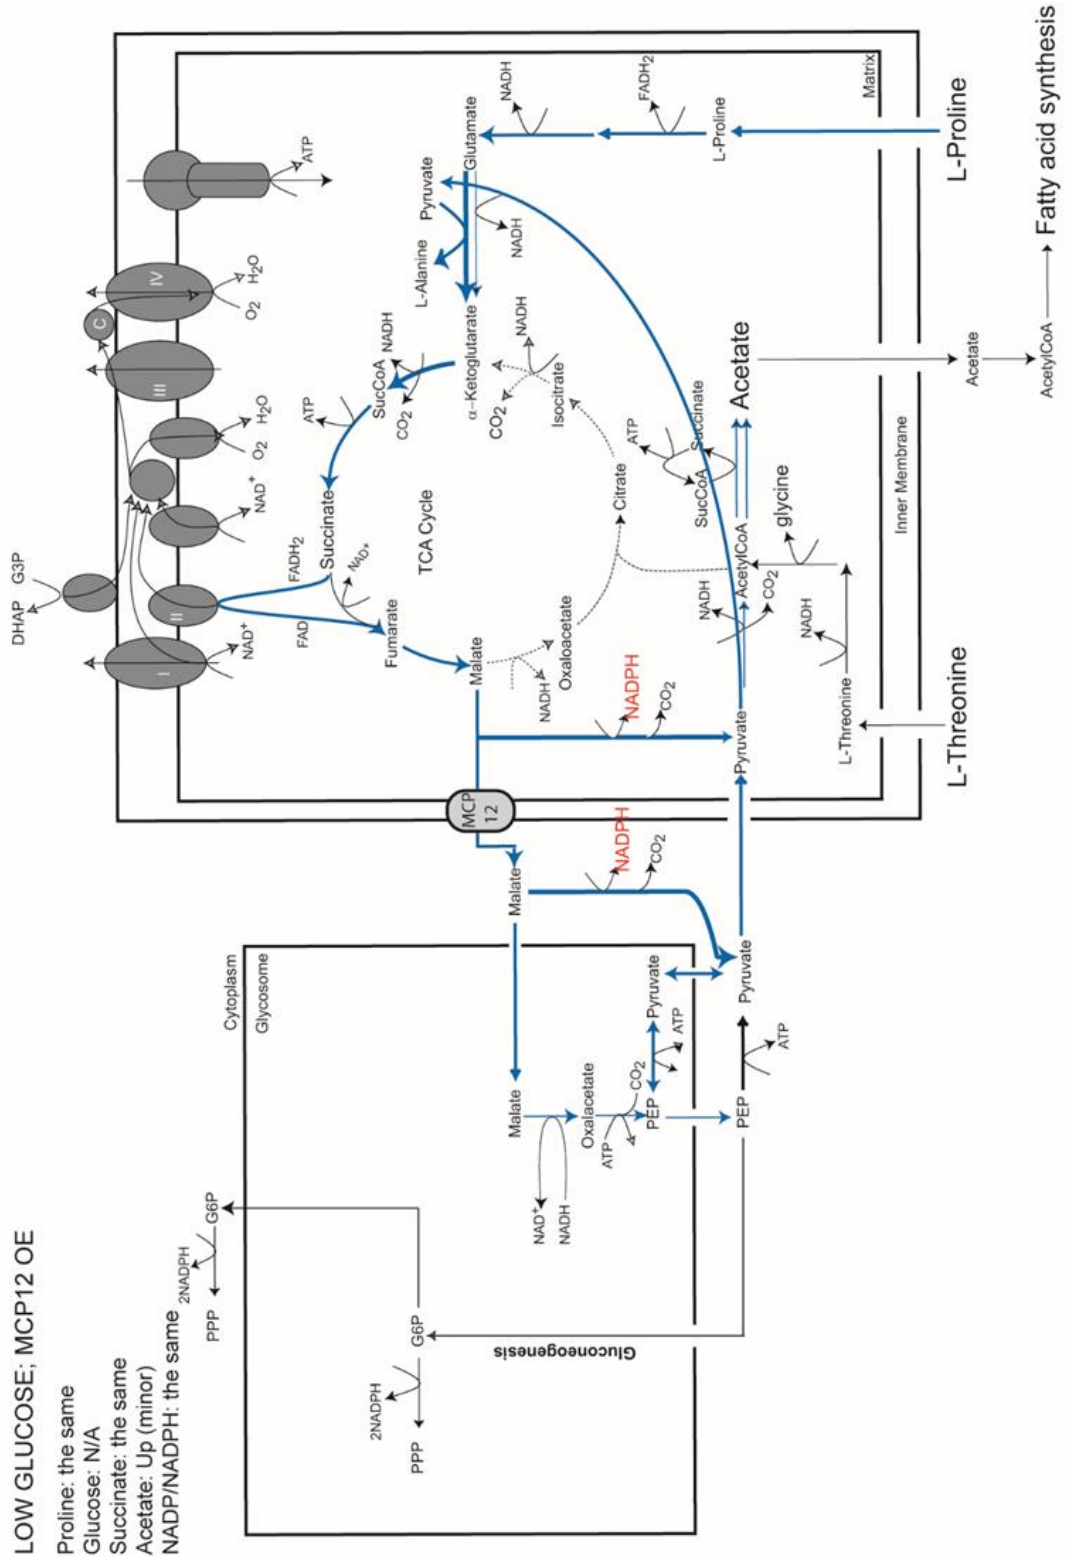 LOW GLUCOSE; MCP12 OE
Proline: the same
Glucose: N/A
Succinate: the same
Acetate: Up (minor)
NADP/NADPH: the same
PPP
2NADPH
G6P
PPP
2NADPH
G6P
Gluconeogenesis
Cytoplasm
Glycosome
Malate
NAD+
NADH
Oxalacetate
ATP
CO2
PEP
Pyruvate
ATP
PEP
ATP
Pyruvate
Malate
NADPH
CO2
MCP
12
DHAP
G3P
I
NAD+
II
NAD+
O2
H2O
III
C
IV
O2
H2O
ATP
FADH2
FAD
Succinate
NAD+
Fumarate
Malate
TCA Cycle
ATP
SucCoA
NADH
CO2
α-Ketoglutarate
L-Alanine
Pyruvate
Glutamate
NADH
NADH
FADH2
L-Proline
L-Proline
NADH
Oxaloacetate
Citrate
Isocitrate
CO2
NADH
NADPH
CO2
Pyruvate
NADH
AcetylCoA
CO2
ATP
SucCoA
Succinate
Acetate
glycine
NADH
L-Threonine
L-Threonine
Inner Membrane
Matrix
Acetate
AcetylCoA
Fatty acid synthesis